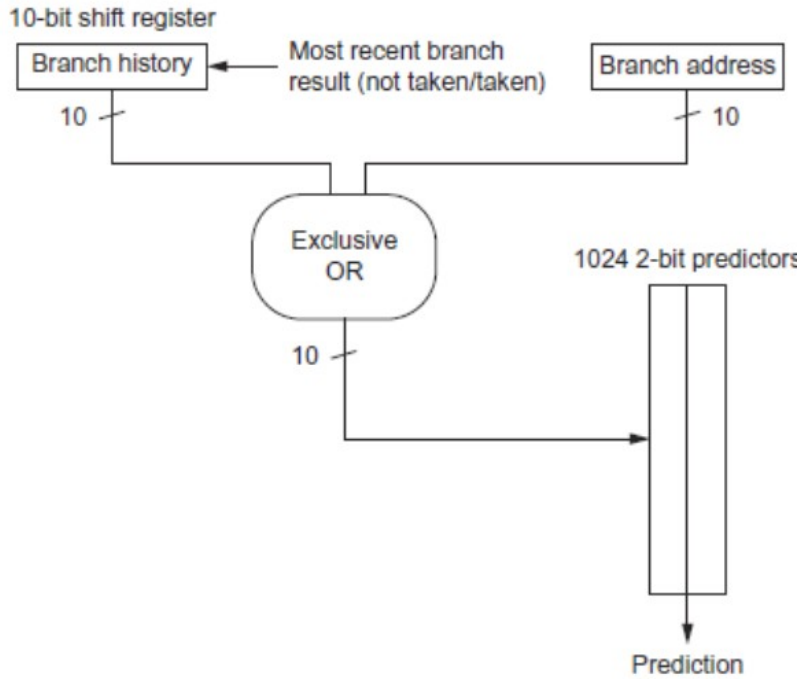 10-bit shift register
Branch history
Most recent branch
result (not taken/taken)
Branch address
10
10
Exclusive
OR
1024 2-bit predictors
10
Prediction